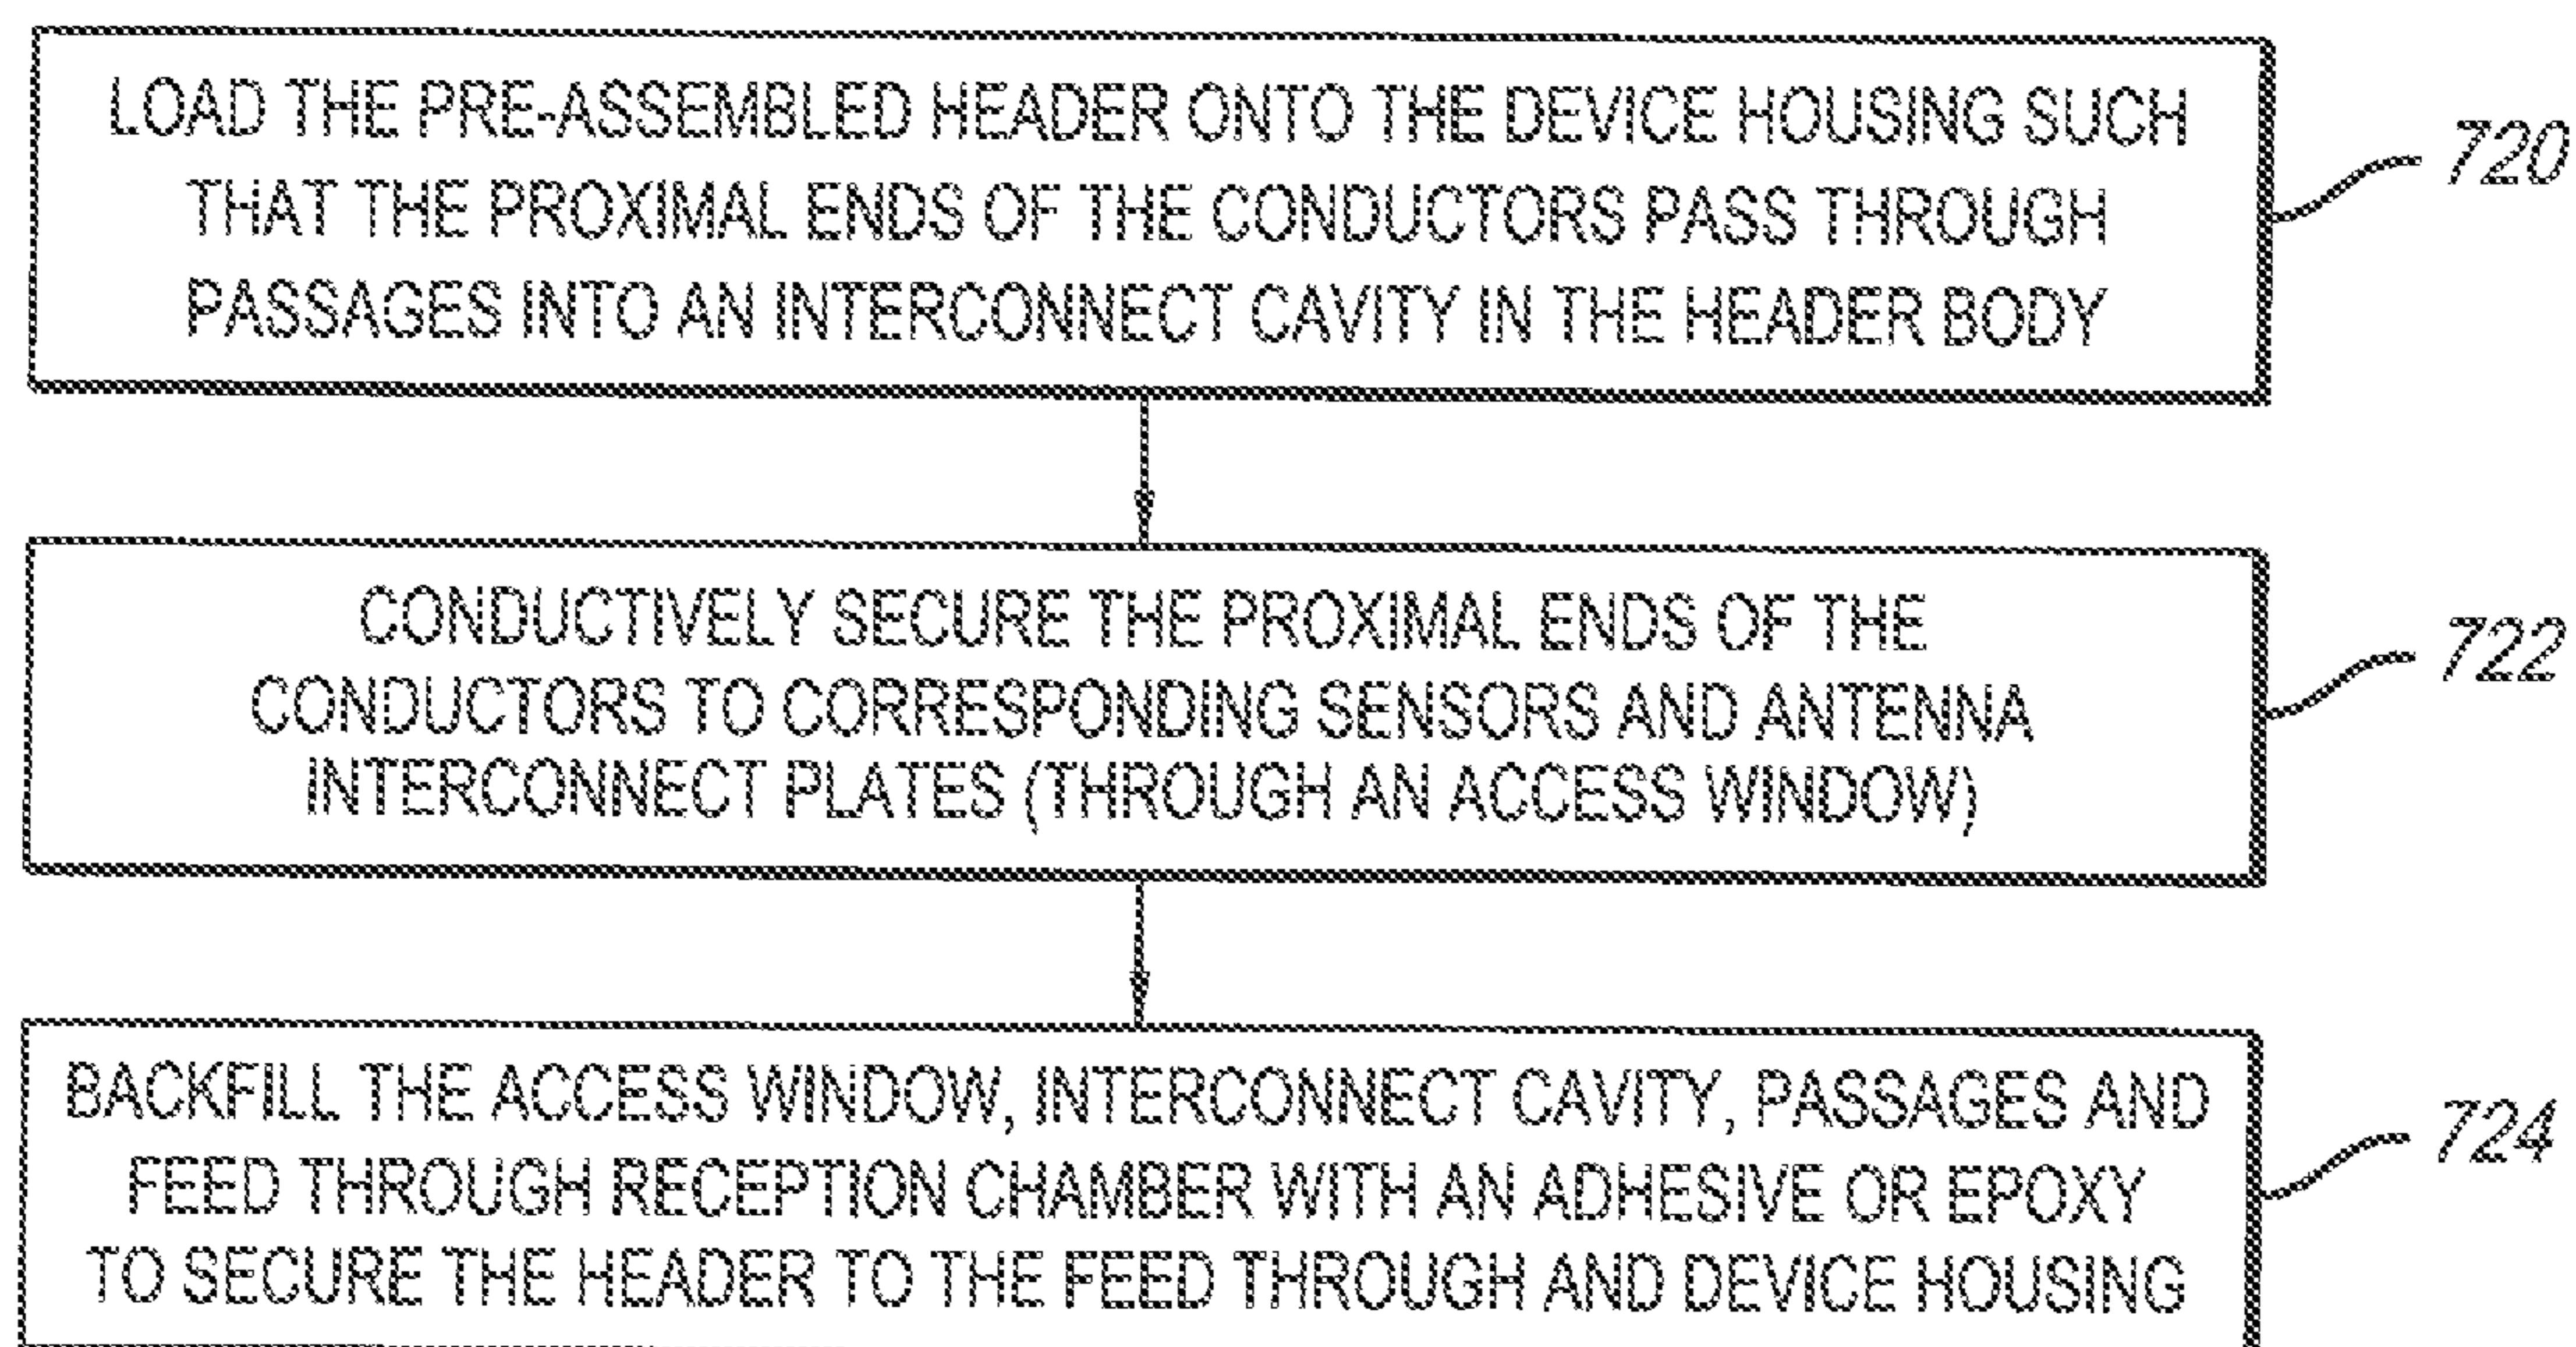 LOAD THE PRE-ASSEMBLED HEADER ONTO THE DEVICE HOUSING SUCH
THAT THE PROXIMAL ENDS OF THE CONDUCTORS PASS THROUGH
PASSAGES INTO AN INTERCONNECT CAVITY IN THE HEADER BODY
720
CONDUCTIVELY SECURE THE PROXIMAL ENDS OF THE
CONDUCTORS TO CORRESPONDING SENSORS AND ANTENNA
INTERCONNECT PLATES (THROUGH AN ACCESS WINDOW)
722
BACKFILL THE ACCESS WINDOW, INTERCONNECT CAVITY, PASSAGES AND
FEED THROUGH RECEPTION CHAMBER WITH AN ADHESIVE OR EPOXY
TO SECURE THE HEADER TO THE FEED THROUGH AND DEVICE HOUSING
724